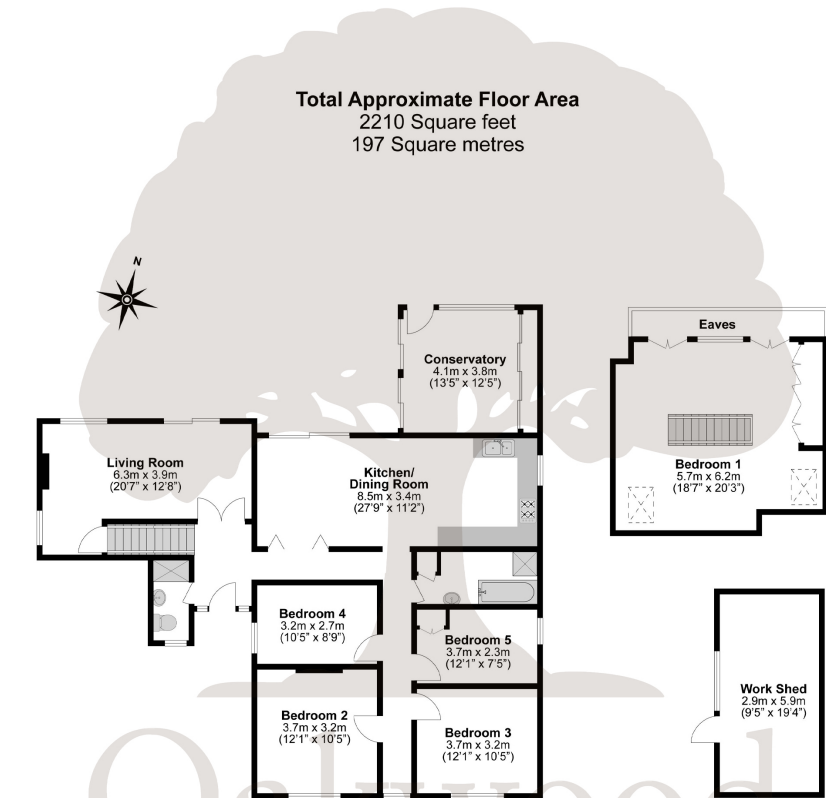 Total Approximate Floor Area
2210 Square feet
197 Square metres
N
Conservatory
4.1m x 3.8m
(13'5" x 12'5")
Eaves
Living Room
6.3m x 3.9m
(20'7" x 12'8")
Kitchen/
Dining Room
8.5m x 3.4m
(27'9" x 11'2")
Bedroom 1
5.7m x 6.2m
(18'7" x 20'3")
Bedroom 4
3.2m x 2.7m
(10'5" x 8'9")
Bedroom 5
3.7m x 2.3m
(12'1" x 7'5")
Work Shed
2.9m x 5.9m
(9'5" x 19'4")
Bedroom 2
3.7m x 3.2m
(12'1" x 10'5")
Bedroom 3
3.7m x 3.2m
(12'1" x 10'5")